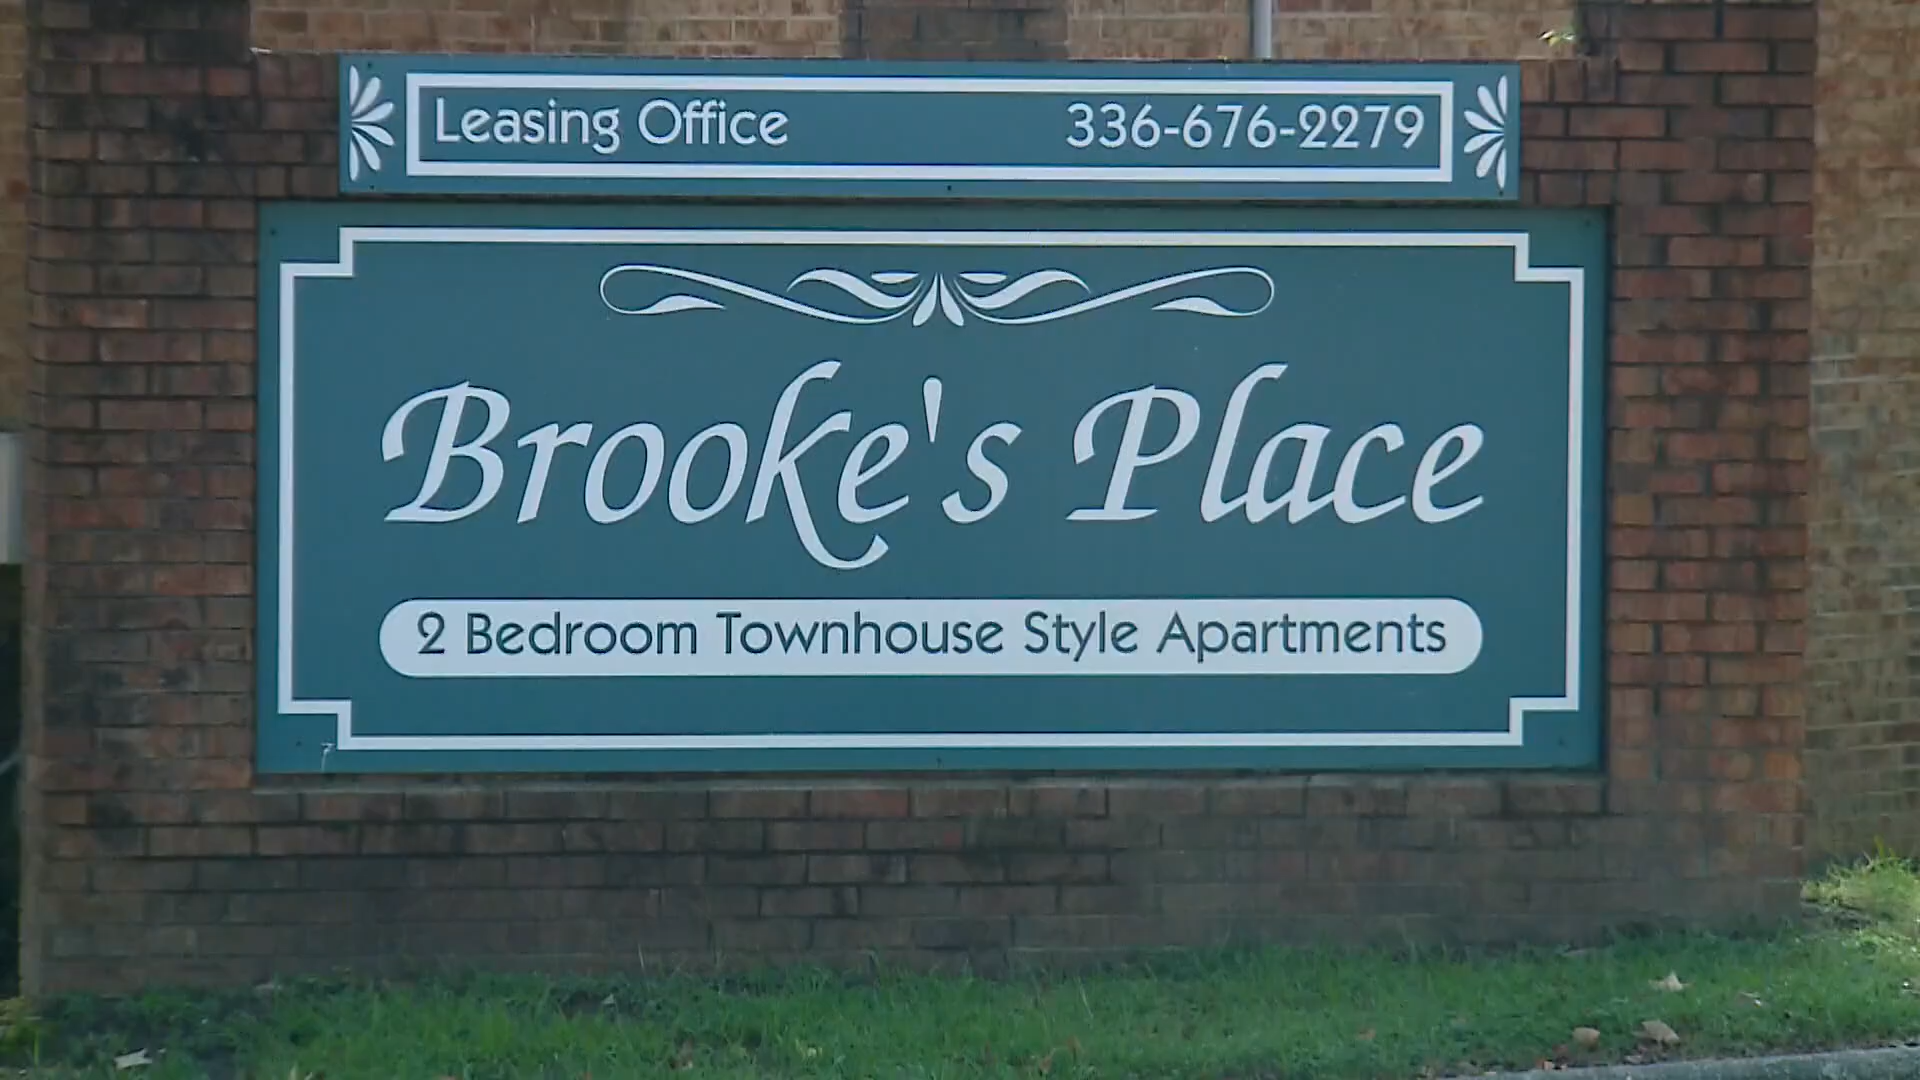 Leasing Office 336-676-2279
Brooke's Place
2 Bedroom Townhouse Style Apartments